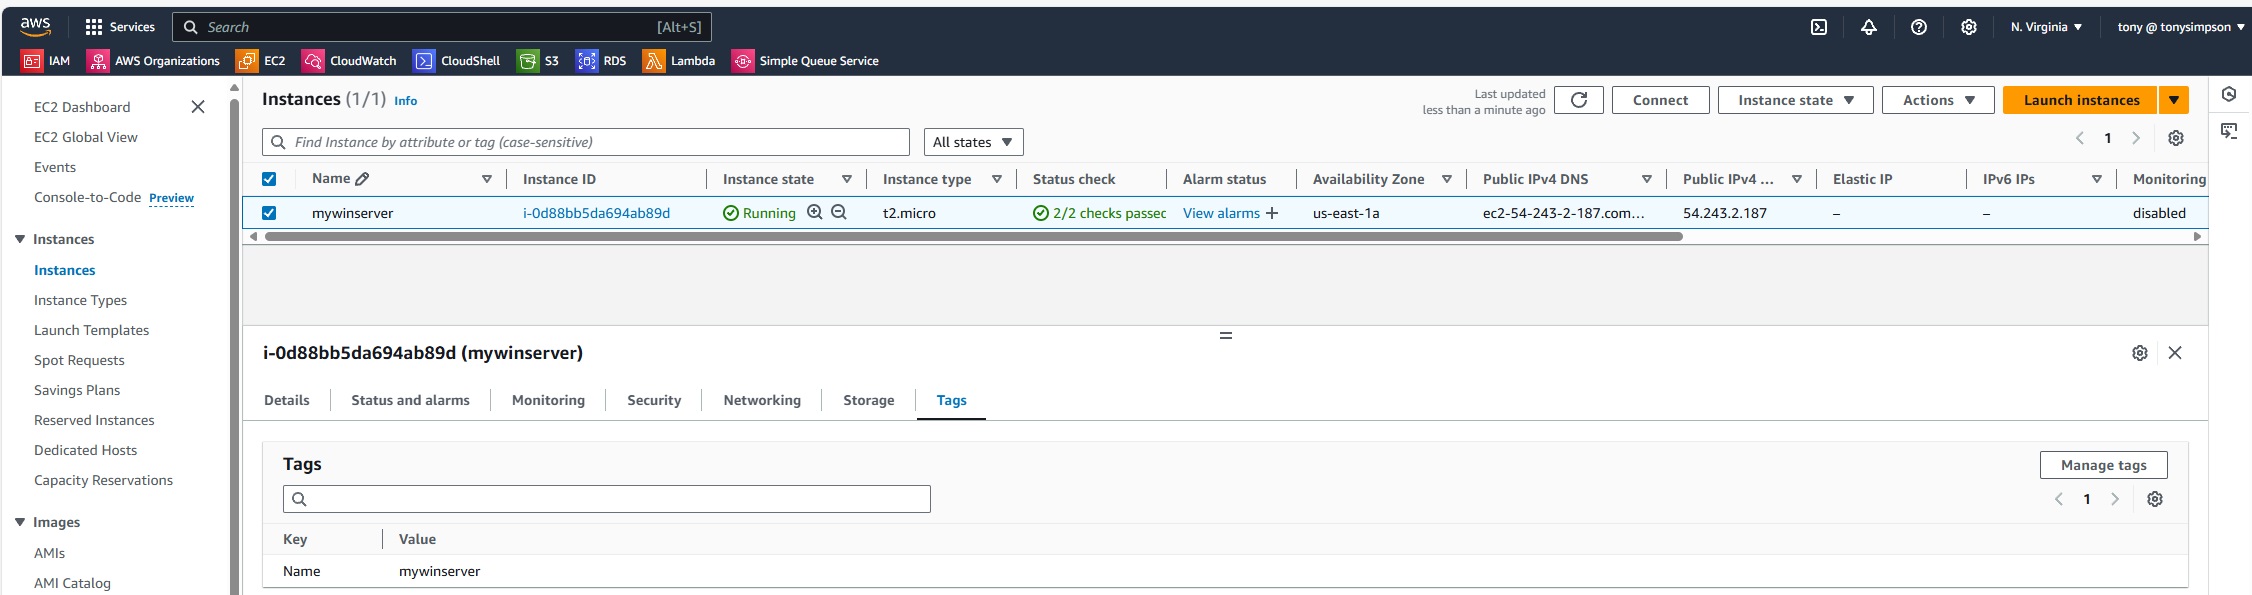 aws Services Search [Alt+S] N. Virginia tony @ tonysimpson
IAM AWS Organizations EC2 CloudWatch CloudShell S3 RDS Lambda Simple Queue Service
EC2 Dashboard
EC2 Global View
Events
Console-to-Code Preview
Instances
Instances
Instance Types
Launch Templates
Spot Requests
Savings Plans
Reserved Instances
Dedicated Hosts
Capacity Reservations
Images
AMIs
AMI Catalog
Instances (1/1) Info
Last updated
less than a minute ago
Connect Instance state Actions Launch instances
Find Instance by attribute or tag (case-sensitive) All states 1
Name Instance ID Instance state Instance type Status check Alarm status Availability Zone Public IPv4 DNS Public IPv4 ... Elastic IP IPv6 IPs Monitoring
mywinserver i-0d88bb5da694ab89d Running t2.micro 2/2 checks passec View alarms + us-east-1a ec2-54-243-2-187.com... 54.243.2.187 – – disabled
i-0d88bb5da694ab89d (mywinserver)
Details Status and alarms Monitoring Security Networking Storage Tags
Tags Manage tags
1
Key Value
Name mywinserver